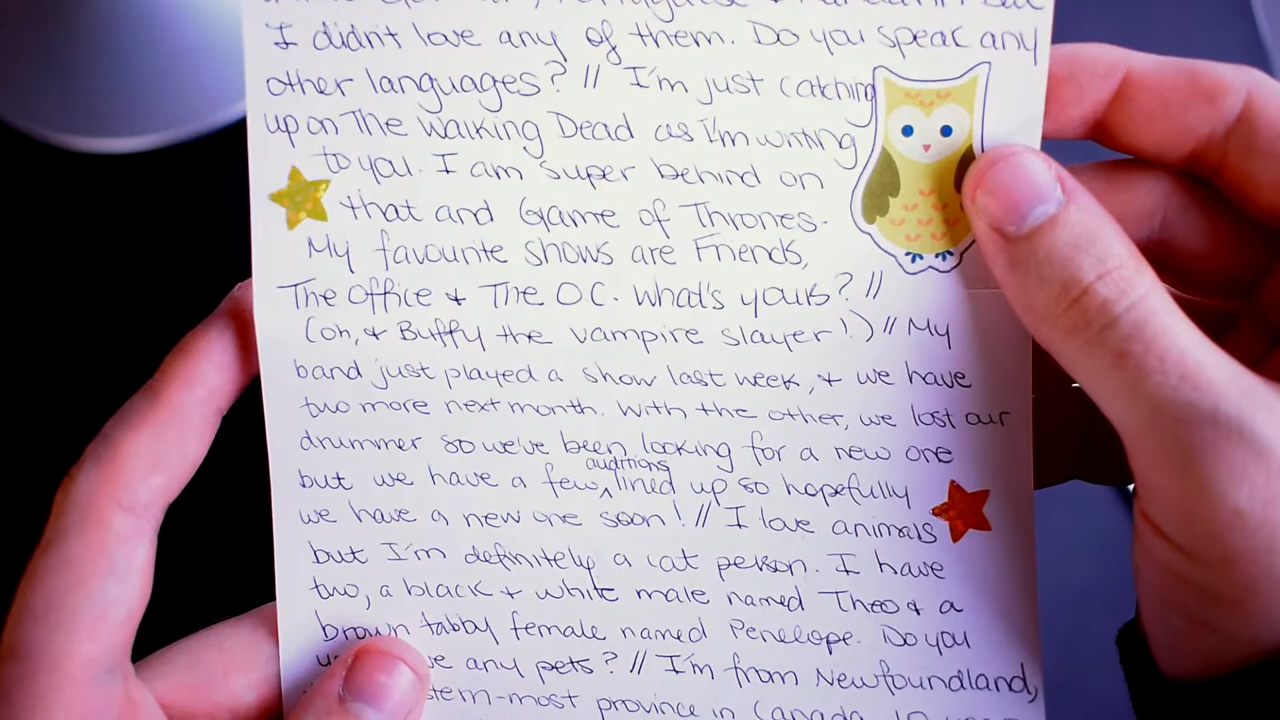 I didn't love any of them. Do you speak any
other languages? // I'm just catching
up on The Walking Dead as I'm writing
to you. I am super behind on
that and Game of Thrones.
My favourite shows are Friends,
The Office + The O.C. What's yours? //
(oh, + Buffy the vampire slayer!) // My
band just played a show last week, + we have
two more next month. With the other, we lost our
drummer so we've been looking for a new one
auditions
but we have a few lined up so hopefully
we have a new one soon! // I love animals
but I'm definitely a cat person. I have
two, a black + white male named Theo + a
brown tabby female named Penelope. Do you
any pets? // I'm from Newfoundland,
-most province in Canada.